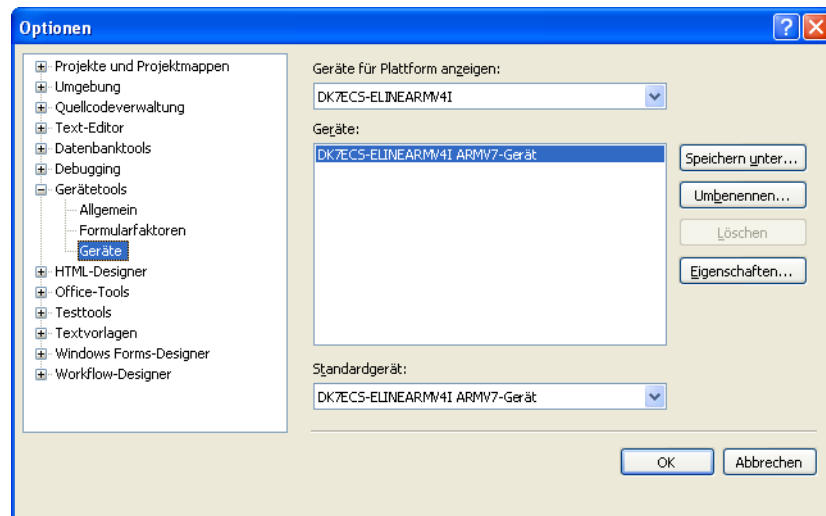 Optionen
Projekte und Projektmappen
Umgebung
Quellcodeverwaltung
Text-Editor
Datenbanktools
Debugging
Gerätetools
Allgemein
Formularfaktoren
Geräte
HTML-Designer
Office-Tools
Testtools
Textvorlagen
Windows Forms-Designer
Workflow-Designer
Geräte für Plattform anzeigen:
DK7ECS-ELINEARMV4I
Geräte:
DK7ECS-ELINEARMV4I ARMV7-Gerät
Speichern unter...
Umbenennen...
Löschen
Eigenschaften...
Standardgerät:
DK7ECS-ELINEARMV4I ARMV7-Gerät
OK
Abbrechen